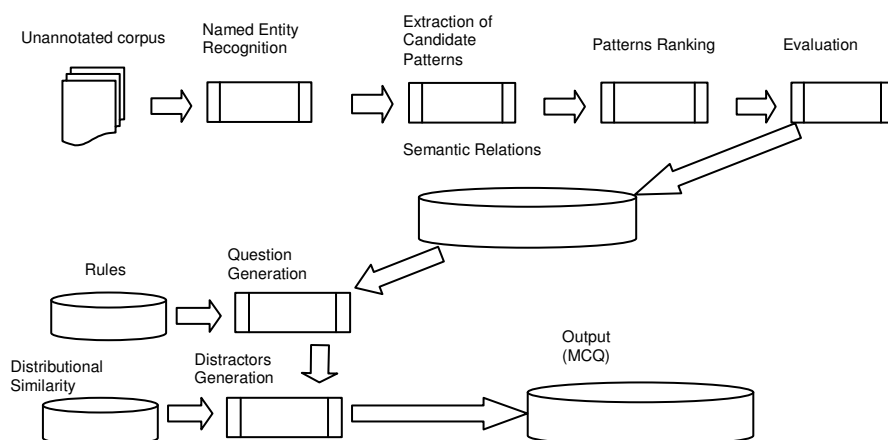 Unannotated corpus
Named Entity
Recognition
Extraction of
Candidate
Patterns
Patterns Ranking
Evaluation
Semantic Relations
Rules
Question
Generation
Distributional
Similarity
Distractors
Generation
Output
(MCQ)